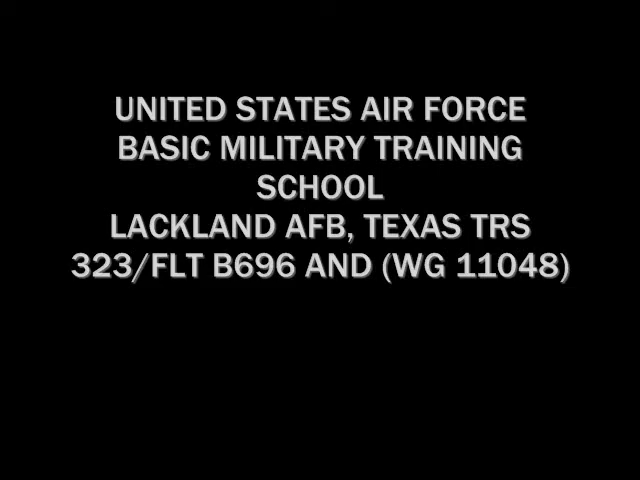 UNITED STATES AIR FORCE
BASIC MILITARY TRAINING
SCHOOL
LACKLAND AFB, TEXAS TRS
323/FLT B696 AND (WG 11048)